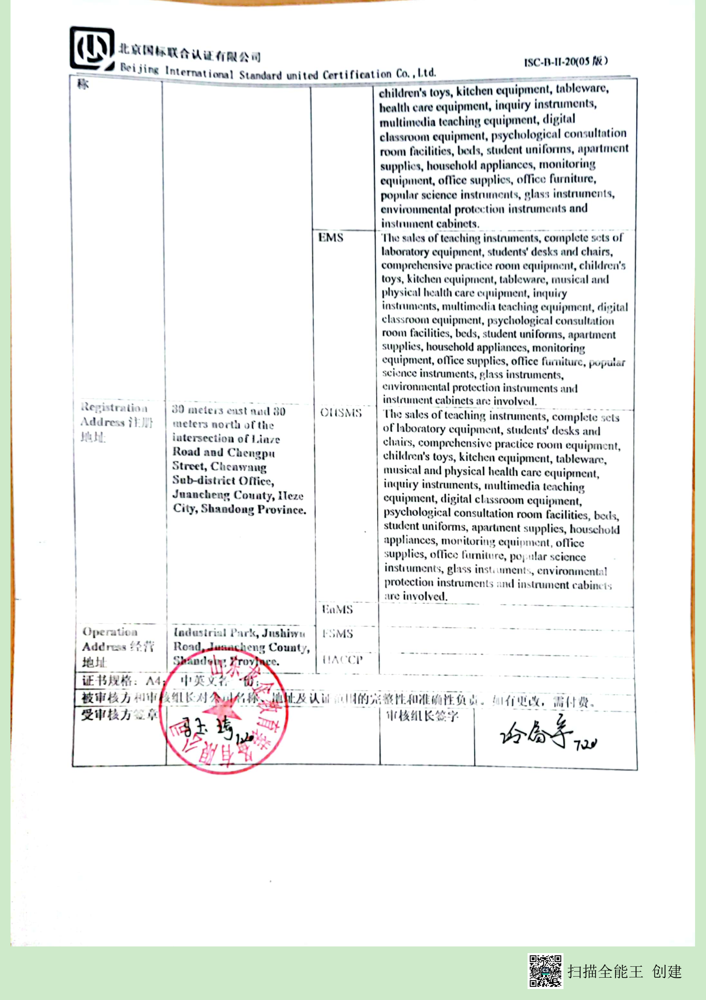 北京国标联合认证有限公司
Beijing International Standard united Certification Co.,Ltd.
ISC-B-II-20(05 版)
称
children's toys, kitchen equipment, tableware,
health care equipment, inquiry instruments,
multimedia teaching equipment, digital
classroom equipment, psychological consultation
room facilities, beds, student uniforms, apartment
supplies, household appliances, monitoring
equipment, office supplies, office furniture,
popular science instruments, glass instruments,
environmental protection instruments and
instrument cabinets.
EMS
The sales of teaching instruments, complete sets of
laboratory equipment, students' desks and chairs,
comprehensive practice room equipment, children's
toys, kitchen equipment, tableware, musical and
physical health care equipment, inquiry
instruments, multimedia teaching equipment, digital
classroom equipment, psychological consultation
room facilities, beds, student uniforms, apartment
supplies, household appliances, monitoring
equipment, office supplies, office furniture, popular
science instruments, glass instruments,
environmental protection instruments and
instrument cabinets are involved.
Registration
Address 注册
地址
30 meters east and 80
meters north of the
intersection of Linze
Road and Chengpu
Street, Chenwang
Sub-district Office,
Juancheng County, Heze
City, Shandong Province.
OHSMS
The sales of teaching instruments, complete sets
of laboratory equipment, students' desks and
chairs, comprehensive practice room equipment,
children's toys, kitchen equipment, tableware,
musical and physical health care equipment,
inquiry instruments, multimedia teaching
equipment, digital classroom equipment,
psychological consultation room facilities, beds,
student uniforms, apartment supplies, household
appliances, monitoring equipment, office
supplies, office furniture, popular science
instruments, glass instruments, environmental
protection instruments and instrument cabinets
are involved.
EnMS
Operation
Address 经营
地址
Industrial Park, Jushiwu
Road, Juancheng County,
Shandong Province.
FSMS
HACCP
证书规格：A4； 中英文各一份；
被审核方和审核组长对公司名称、地址及认证范围的完整性和准确性负责。如有更改，需付费。
受审核方签章
审核组长签字
720
山东 教育装备有限公司
扫描全能王 创建